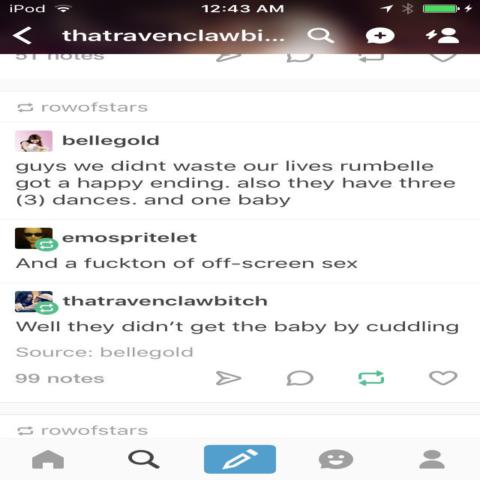 iPod 12:43 AM
thatravenclawbi...
51 notes
rowofstars
bellegold
guys we didnt waste our lives rumbelle
got a happy ending. also they have three
(3) dances. and one baby
emospritelet
And a fuckton of off-screen sex
thatravenclawbitch
Well they didn't get the baby by cuddling
Source: bellegold
99 notes
rowofstars